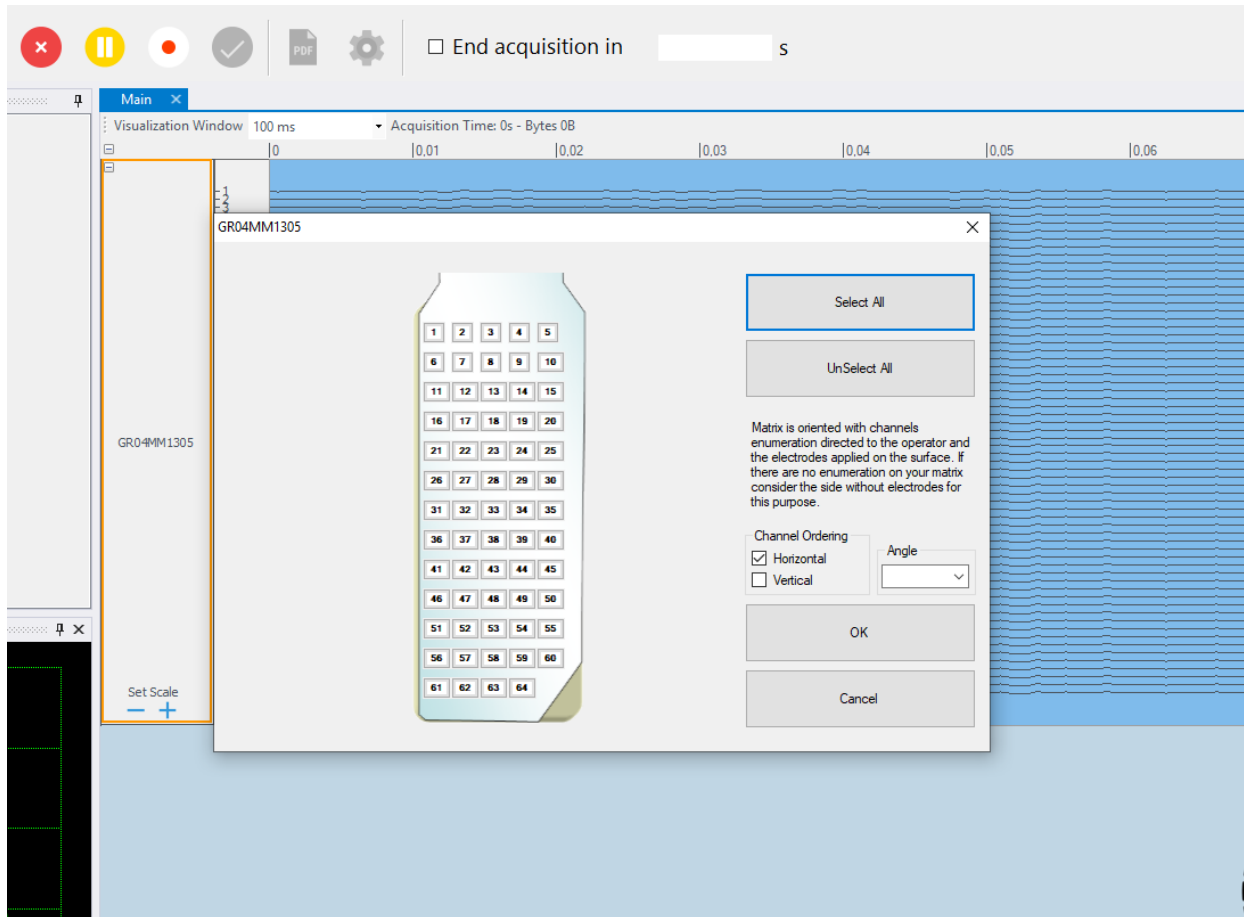 PDF
End acquisition in s
Main
Visualization Window 100 ms Acquisition Time: 0s - Bytes 0B
0 0,01 0,02 0,03 0,04 0,05 0,06
1
2
3
GR04MM1305
GR04MM1305
Set Scale
1 2 3 4 5
6 7 8 9 10
11 12 13 14 15
16 17 18 19 20
21 22 23 24 25
26 27 28 29 30
31 32 33 34 35
36 37 38 39 40
41 42 43 44 45
46 47 48 49 50
51 52 53 54 55
56 57 58 59 60
61 62 63 64
Select All
UnSelect All
Matrix is oriented with channels
enumeration directed to the operator and
the electrodes applied on the surface. If
there are no enumeration on your matrix
consider the side without electrodes for
this purpose.
Channel Ordering
Horizontal
Vertical
Angle
OK
Cancel